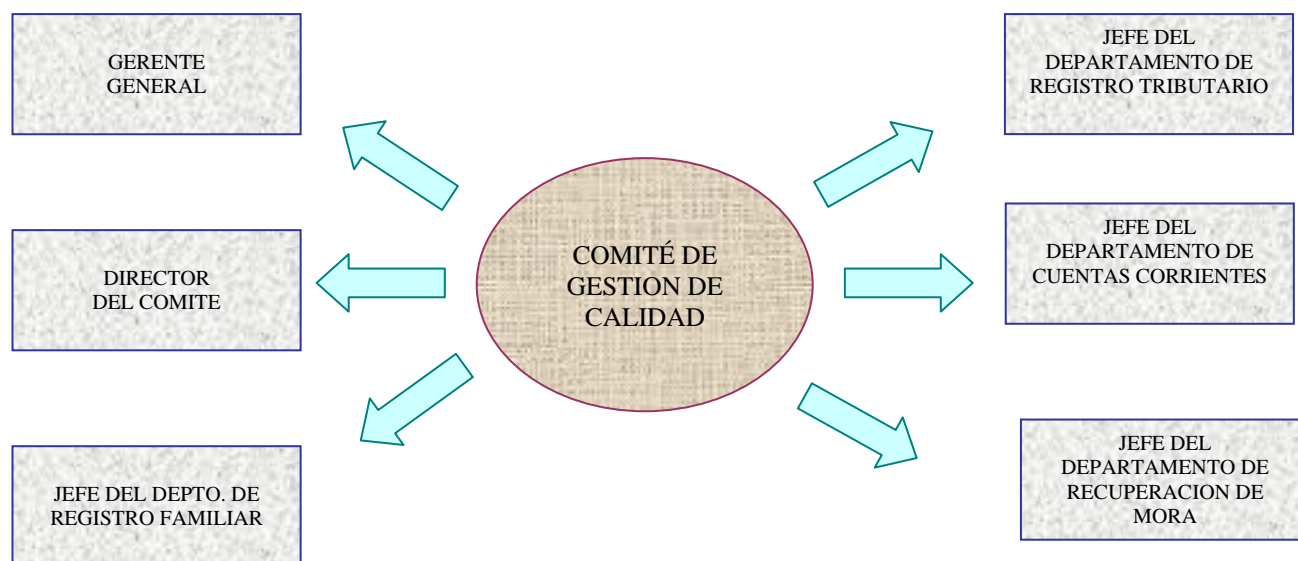 GERENTE
GENERAL
DIRECTOR
DEL COMITE
JEFE DEL DEPTO. DE
REGISTRO FAMILIAR
COMITÉ DE
GESTION DE
CALIDAD
JEFE DEL
DEPARTAMENTO DE
REGISTRO TRIBUTARIO
JEFE DEL
DEPARTAMENTO DE
CUENTAS CORRIENTES
JEFE DEL
DEPARTAMENTO DE
RECUPERACION DE
MORA